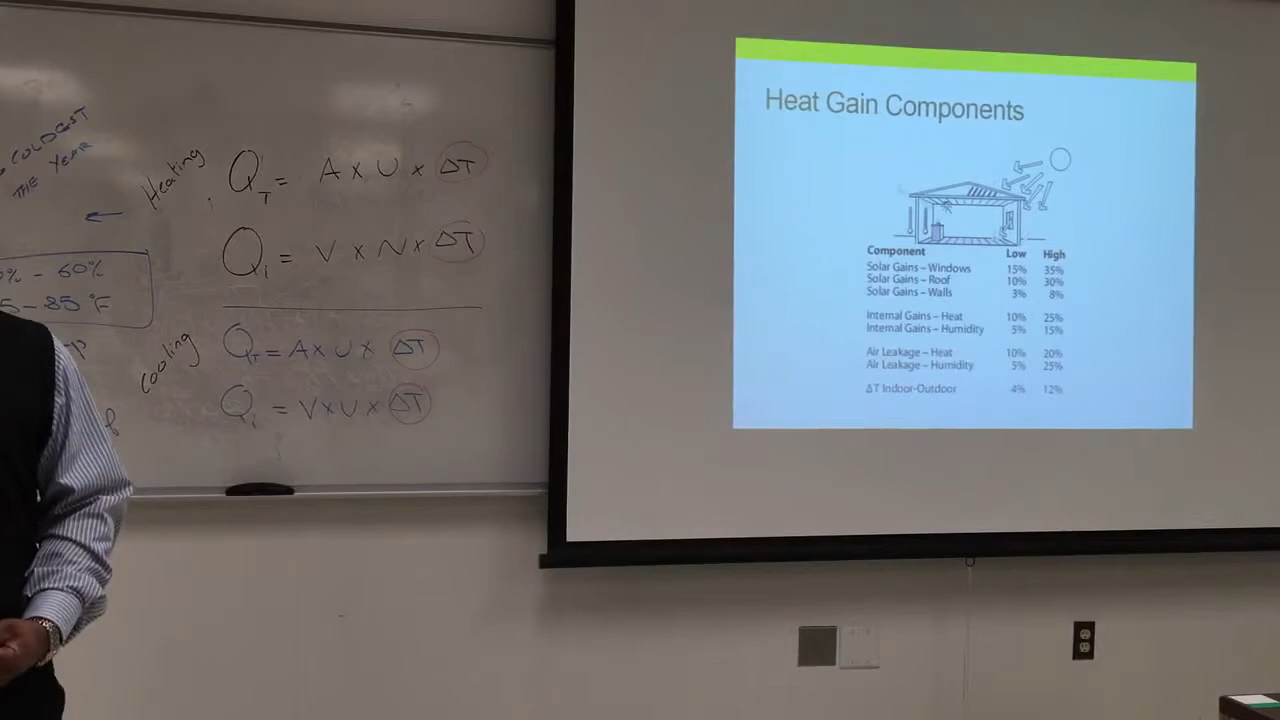 COLDEST
THE YEAR
Heating
Q_T = A x U x ΔT
Q_i = V x N x ΔT
% - 60%
5 - 85 °F
Cooling
Q_T = A x U x ΔT
Q_i = V x U x ΔT
Heat Gain Components
Component Low High
Solar Gains – Windows 15% 35%
Solar Gains – Roof 10% 30%
Solar Gains – Walls 3% 8%
Internal Gains – Heat 10% 25%
Internal Gains – Humidity 5% 15%
Air Leakage – Heat 10% 20%
Air Leakage – Humidity 5% 25%
ΔT Indoor-Outdoor 4% 12%